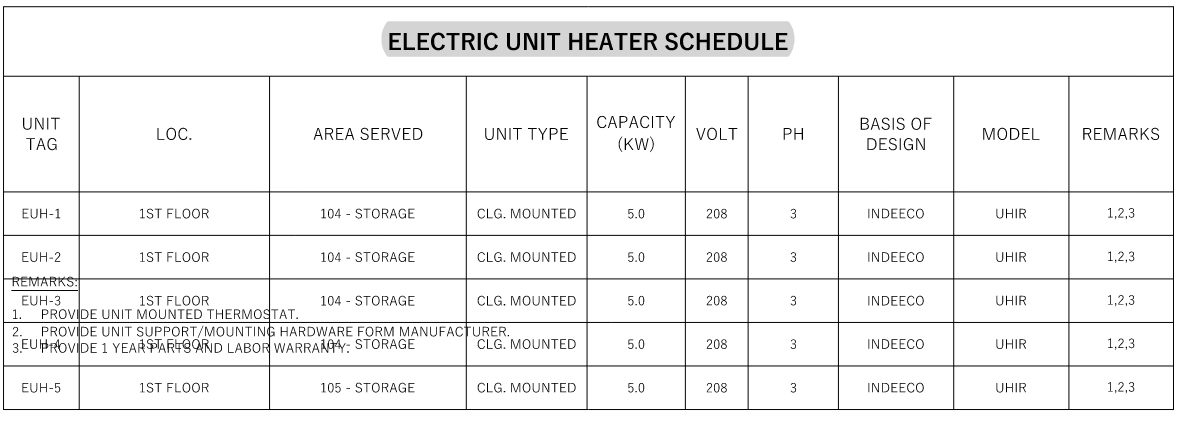 ELECTRIC UNIT HEATER SCHEDULE
UNIT TAG LOC. AREA SERVED UNIT TYPE CAPACITY (KW) VOLT PH BASIS OF DESIGN MODEL REMARKS
EUH-1 1ST FLOOR 104 - STORAGE CLG. MOUNTED 5.0 208 3 INDEECO UHIR 1,2,3
EUH-2 1ST FLOOR 104 - STORAGE CLG. MOUNTED 5.0 208 3 INDEECO UHIR 1,2,3
EUH-3 1ST FLOOR 104 - STORAGE CLG. MOUNTED 5.0 208 3 INDEECO UHIR 1,2,3
EUH-4 1ST FLOOR 104 - STORAGE CLG. MOUNTED 5.0 208 3 INDEECO UHIR 1,2,3
EUH-5 1ST FLOOR 105 - STORAGE CLG. MOUNTED 5.0 208 3 INDEECO UHIR 1,2,3
REMARKS:
1. PROVIDE UNIT MOUNTED THERMOSTAT.
2. PROVIDE UNIT SUPPORT/MOUNTING HARDWARE FORM MANUFACTURER.
3. PROVIDE 1 YEAR PARTS AND LABOR WARRANTY.